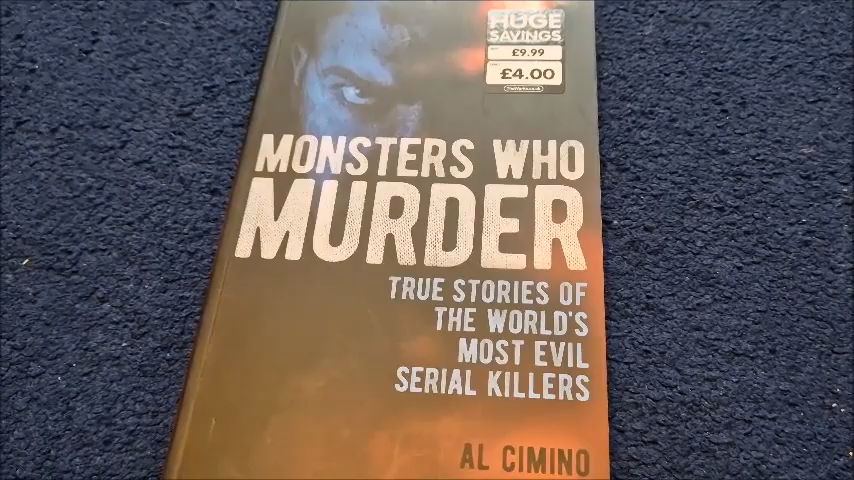 HUGE
SAVINGS
£9.99
£4.00
MONSTERS WHO
MURDER
TRUE STORIES OF
THE WORLD'S
MOST EVIL
SERIAL KILLERS
AL CIMINO